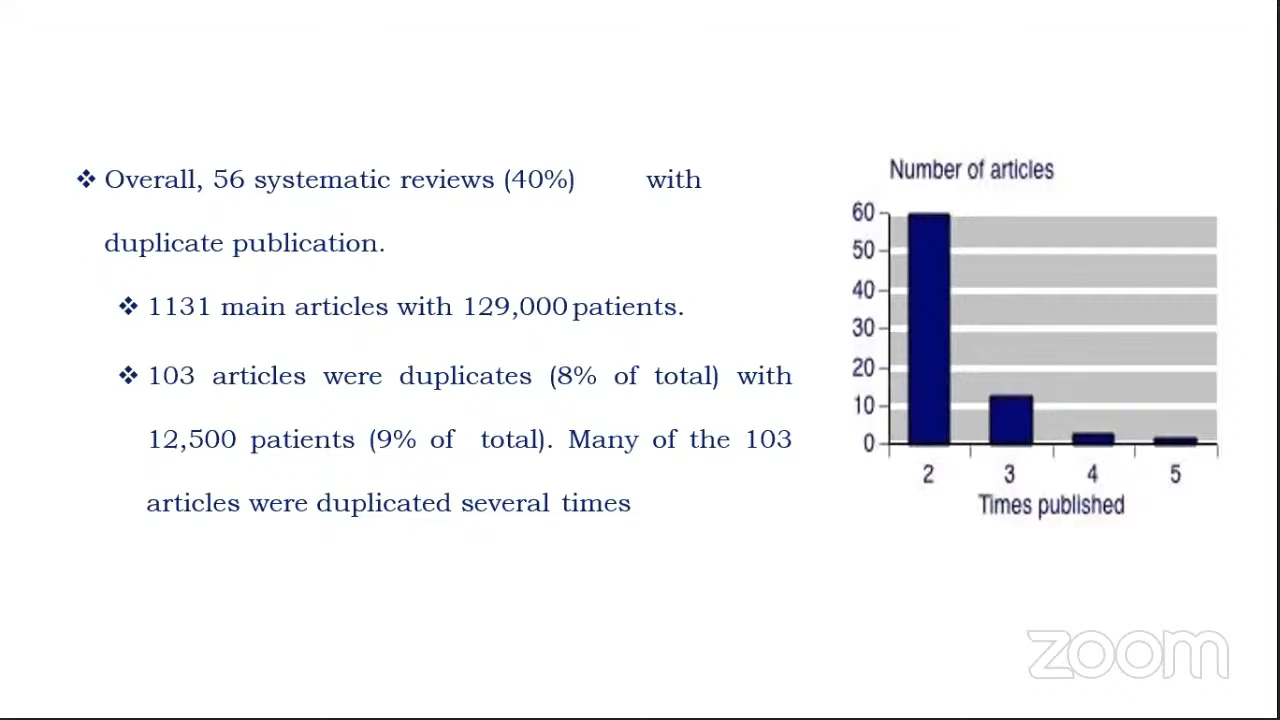 ❖ Overall, 56 systematic reviews (40%) with
duplicate publication.
❖ 1131 main articles with 129,000 patients.
❖ 103 articles were duplicates (8% of total) with
12,500 patients (9% of total). Many of the 103
articles were duplicated several times
Number of articles
60
50
40
30
20
10
0
2 3 4 5
Times published
zoom